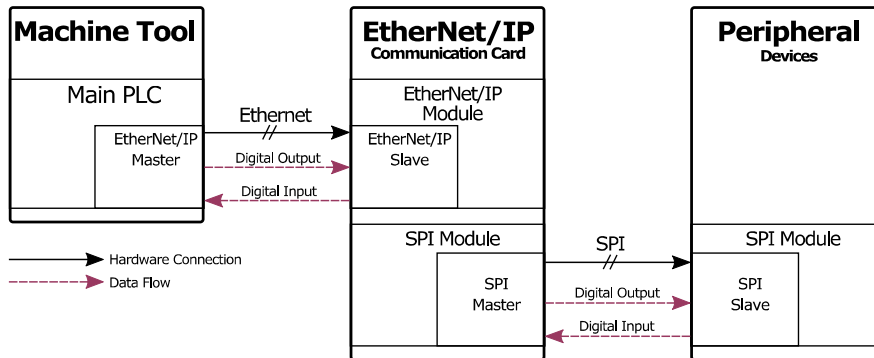 Machine Tool
Main PLC
EtherNet/IP
Master
Ethernet
Digital Output
Digital Input
EtherNet/IP
Communication Card
EtherNet/IP
Module
EtherNet/IP
Slave
Peripheral
Devices
Hardware Connection
Data Flow
SPI Module
SPI
Master
SPI
Digital Output
Digital Input
SPI Module
SPI
Slave